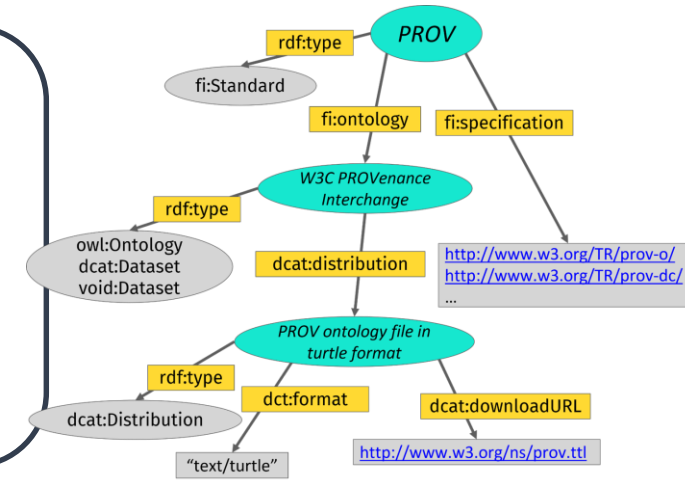 PROV
rdf:type
fi:Standard
fi:ontology
fi:specification
W3C PROVenance
Interchange
rdf:type
owl:Ontology
dcat:Dataset
void:Dataset
dcat:distribution
http://www.w3.org/TR/prov-o/
http://www.w3.org/TR/prov-dc/
...
PROV ontology file in
turtle format
rdf:type
dct:format
dcat:downloadURL
dcat:Distribution
"text/turtle"
http://www.w3.org/ns/prov.ttl